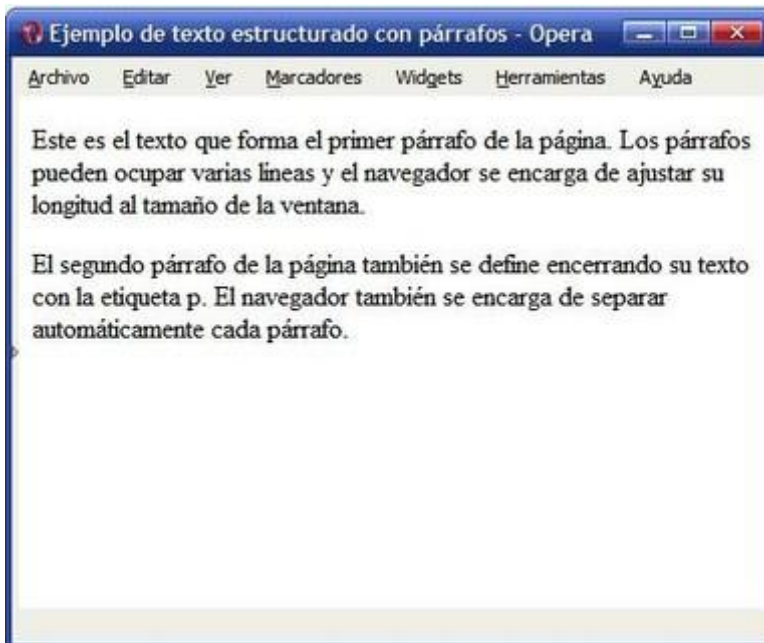 Ejemplo de texto estructurado con párrafos - Opera
Archivo Editar Ver Marcadores Widgets Herramientas Ayuda
Este es el texto que forma el primer párrafo de la página. Los párrafos
pueden ocupar varias líneas y el navegador se encarga de ajustar su
longitud al tamaño de la ventana.
El segundo párrafo de la página también se define encerrando su texto
con la etiqueta p. El navegador también se encarga de separar
automáticamente cada párrafo.